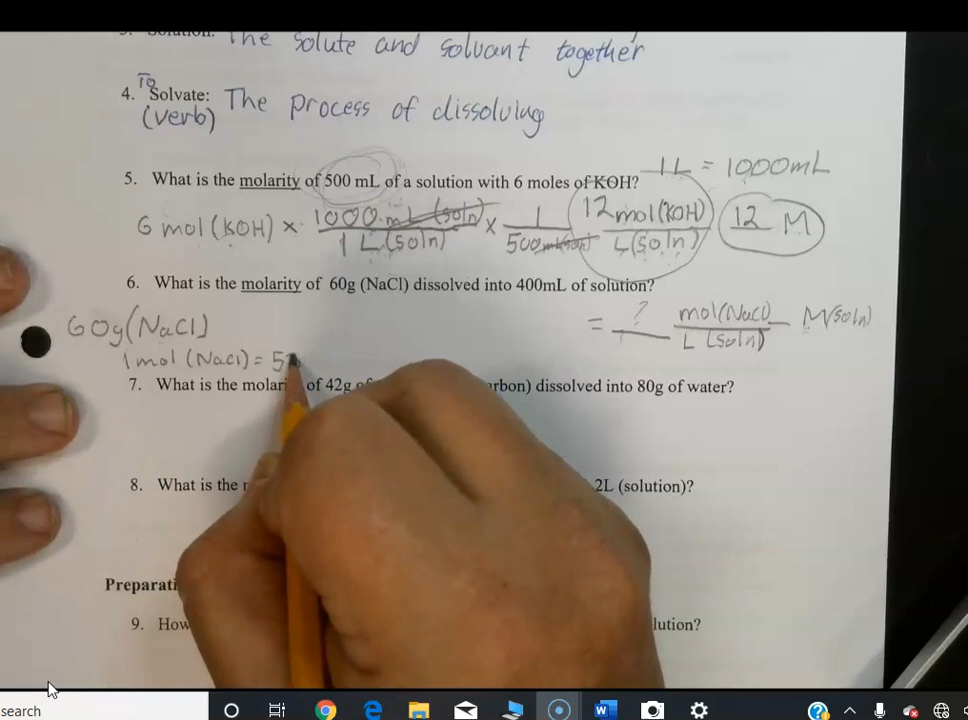 3. Solution: The solute and solvant together
4. To Solvate: The process of dissolving
(verb)
5. What is the molarity of 500 mL of a solution with 6 moles of KOH? 1L = 1000mL
6 mol (KOH) × 1000 mL (soln) / 1 L (soln) × 1 / 500 mL (soln) 12 mol (KOH) / L (soln) 12 M
6. What is the molarity of 60g (NaCl) dissolved into 400mL of solution?
60g (NaCl) = ? mol (NaCl) / L (soln) M (soln)
1 mol (NaCl) = 5
7. What is the molari of 42g rbon) dissolved into 80g of water?
8. What is the 2L (solution)?
Preparati
9. How lution?
search